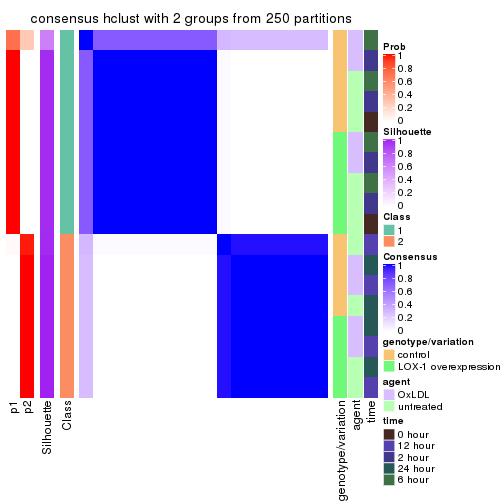 consensus hclust with 2 groups from 250 partitions
Prob
1
0.8
0.6
0.4
0.2
0
Silhouette
1
0.8
0.6
0.4
0.2
0
Class
1
2
Consensus
1
0.8
0.6
0.4
0.2
0
genotype/variation
control
LOX-1 overexpression
agent
OxLDL
untreated
time
0 hour
12 hour
2 hour
24 hour
6 hour
p1
p2
Silhouette
Class
genotype/variation
agent
time